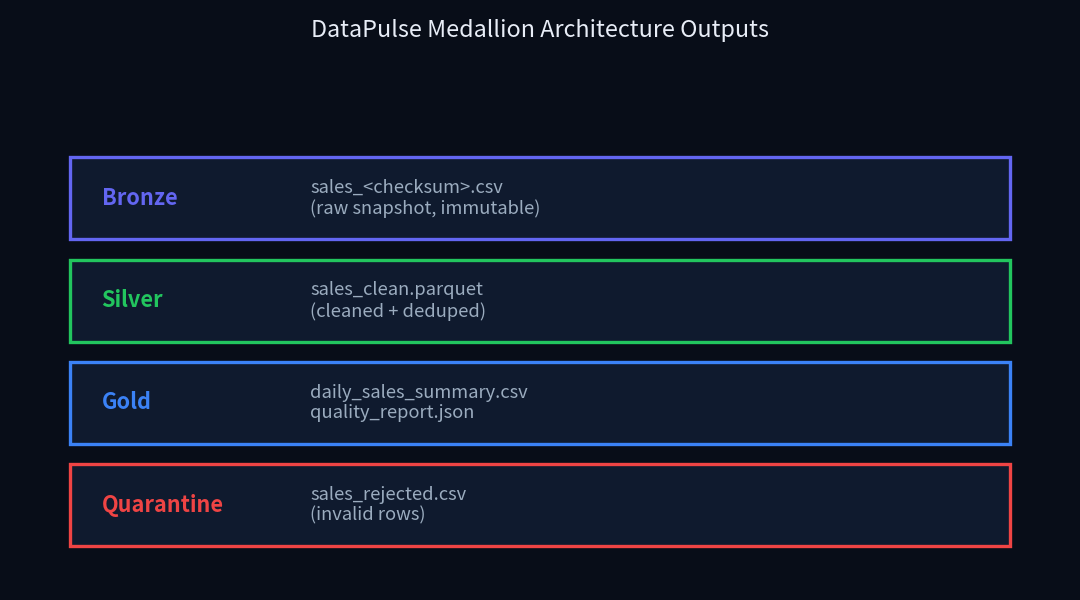 DataPulse Medallion Architecture Outputs
Bronze
sales_<checksum>.csv
(raw snapshot, immutable)
Silver
sales_clean.parquet
(cleaned + deduped)
Gold
daily_sales_summary.csv
quality_report.json
Quarantine
sales_rejected.csv
(invalid rows)